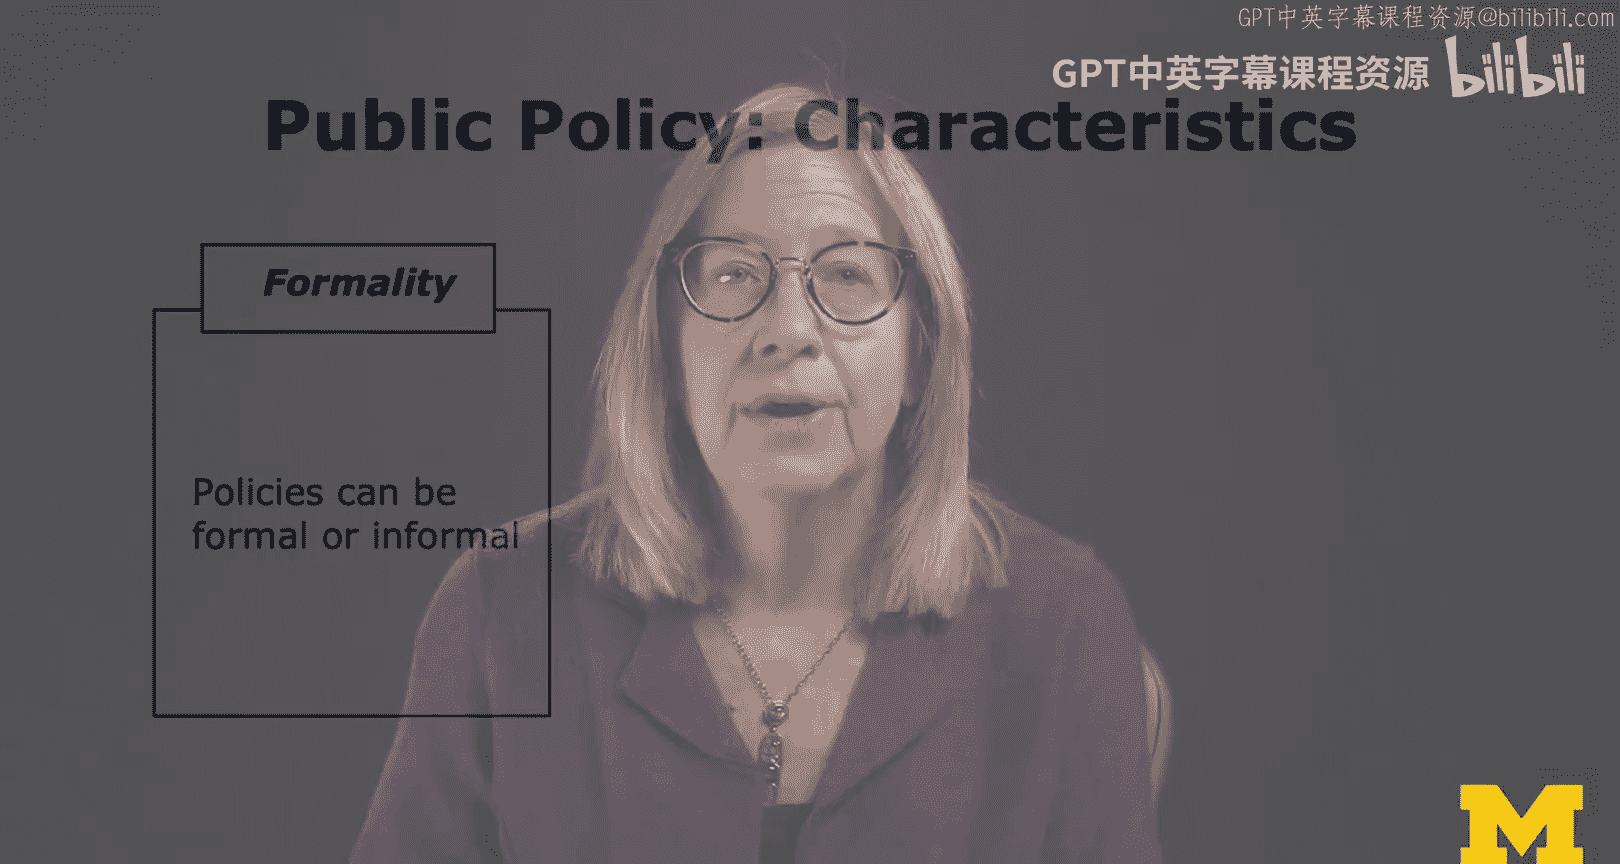 GPT中英字幕课程资源@bilibili.com
GPT中英字幕课程资源 bilibili
Public Policy: Characteristics
Formality
Policies can be
formal or informal
M